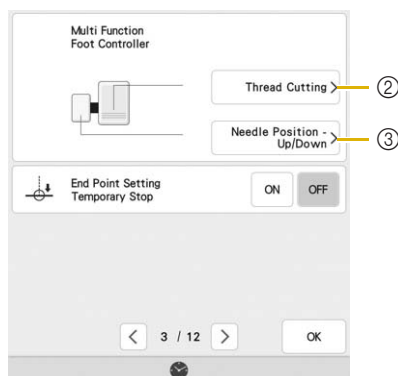 Multi Function
Foot Controller
Thread Cutting >
②
Needle Position -
Up/Down >
③
End Point Setting
Temporary Stop
ON
OFF
< 3 / 12 >
OK